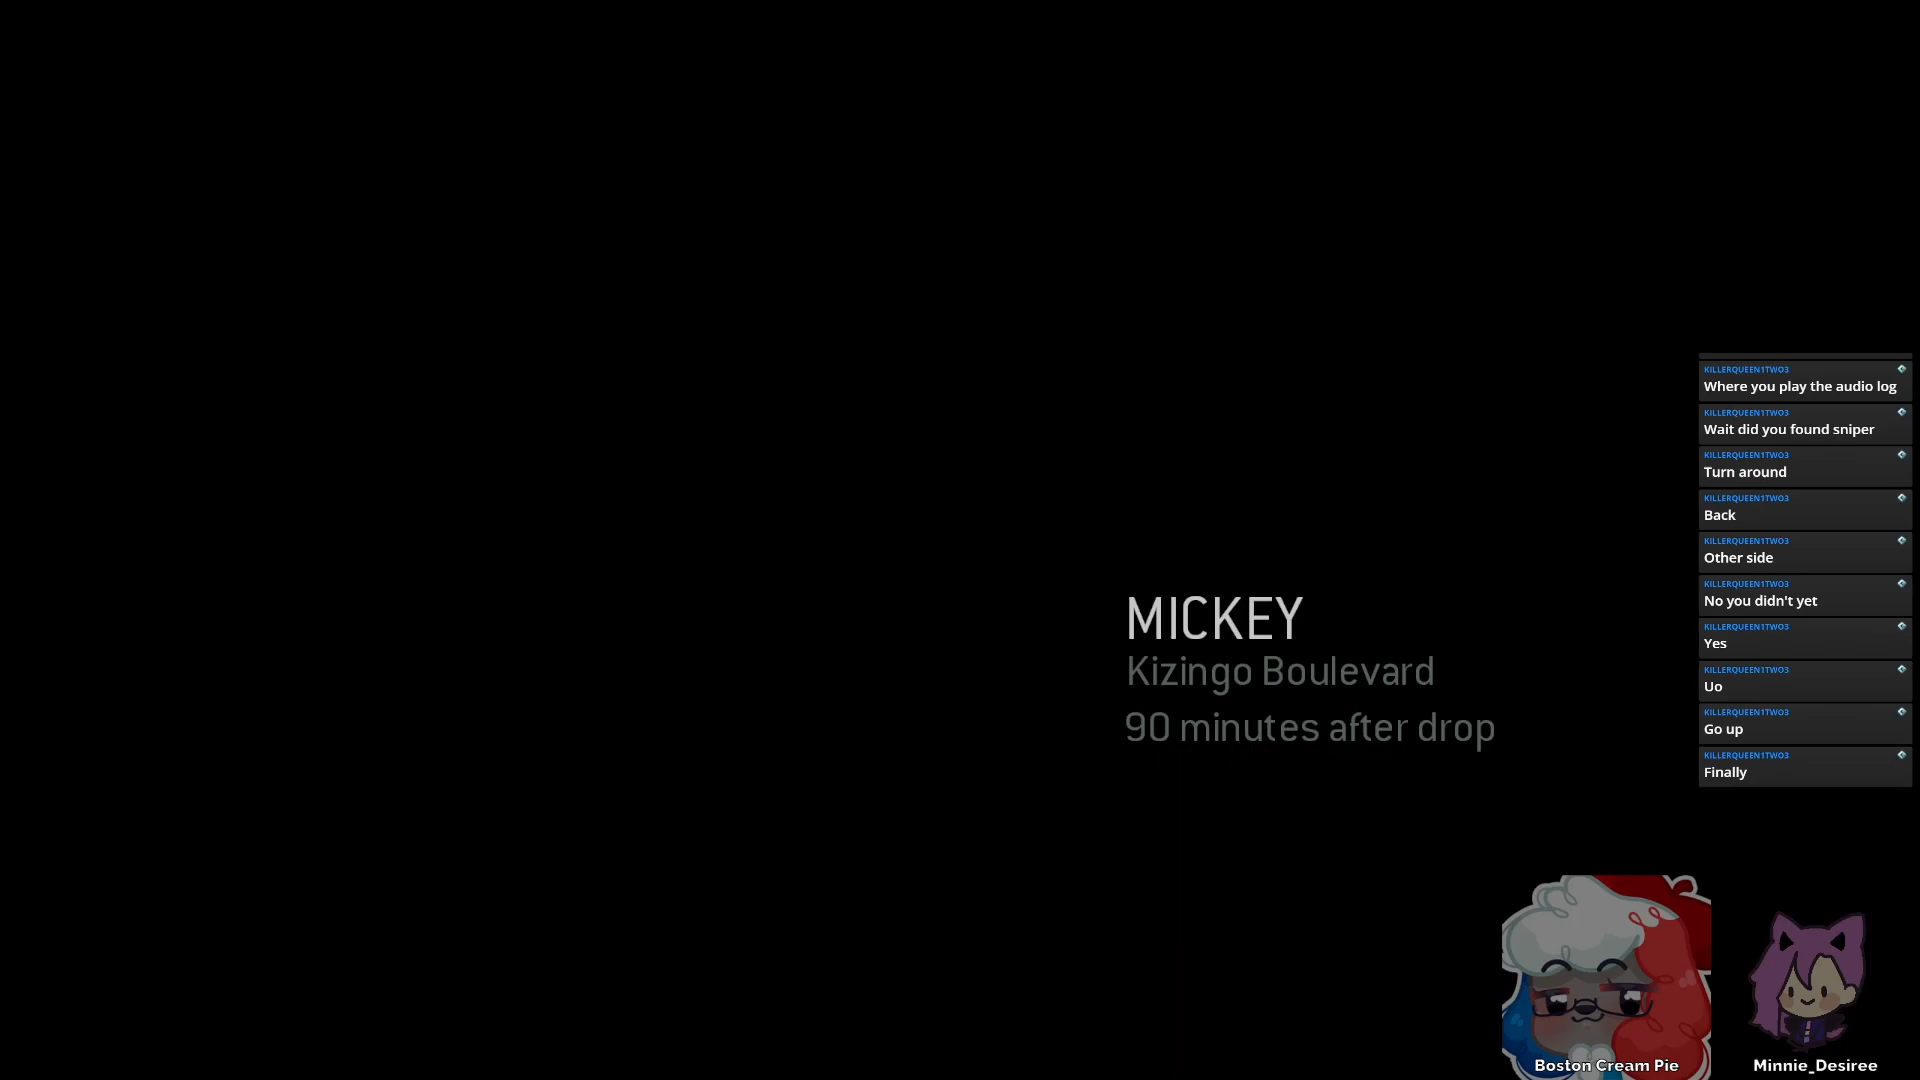 MICKEY
Kizingo Boulevard
90 minutes after drop
KILLERQUEEN1TWO3
Where you play the audio log
KILLERQUEEN1TWO3
Wait did you found sniper
KILLERQUEEN1TWO3
Turn around
KILLERQUEEN1TWO3
Back
KILLERQUEEN1TWO3
Other side
KILLERQUEEN1TWO3
No you didn't yet
KILLERQUEEN1TWO3
Yes
KILLERQUEEN1TWO3
Uo
KILLERQUEEN1TWO3
Go up
KILLERQUEEN1TWO3
Finally
Boston Cream Pie
Minnie_Desiree